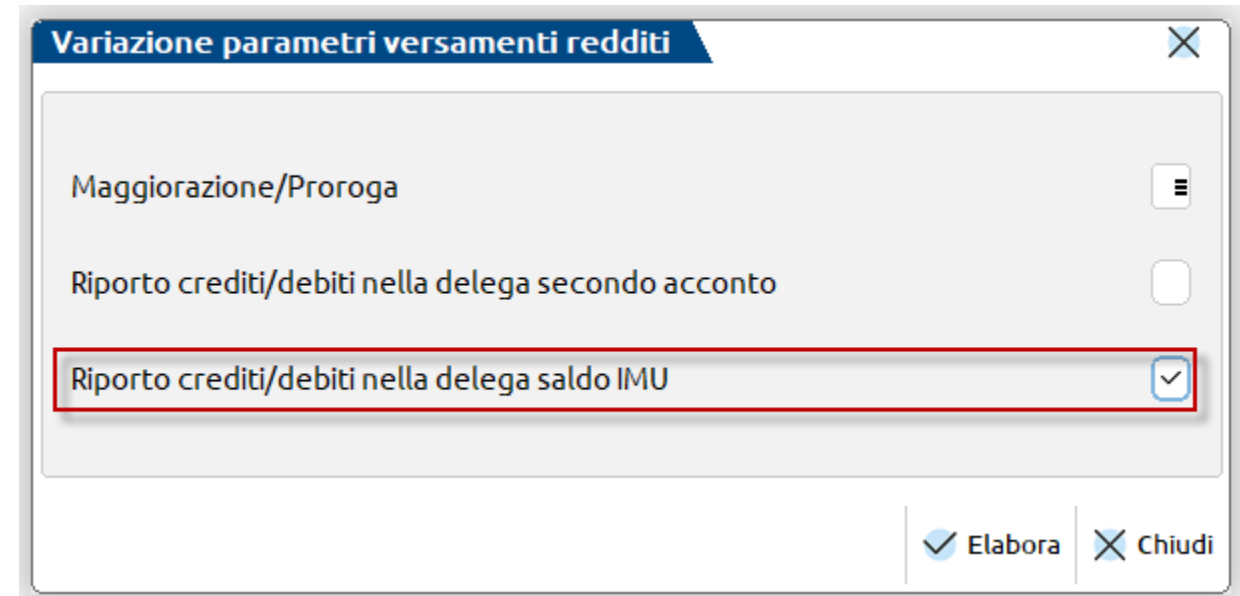 Variazione parametri versamenti redditi
Maggiorazione/Proroga
Riporto crediti/debiti nella delega secondo acconto
Riporto crediti/debiti nella delega saldo IMU
Elabora Chiudi